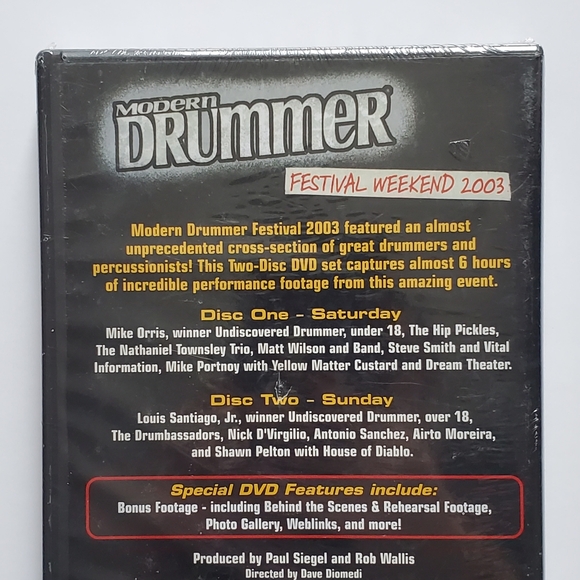 MODERN
DRUMMER
FESTIVAL WEEKEND 2003
Modern Drummer Festival 2003 featured an almost
unprecedented cross-section of great drummers and
percussionists! This Two-Disc DVD set captures almost 6 hours
of incredible performance footage from this amazing event.
Disc One - Saturday
Mike Orris, winner Undiscovered Drummer, under 18, The Hip Pickles,
The Nathaniel Townsley Trio, Matt Wilson and Band, Steve Smith and Vital
Information, Mike Portnoy with Yellow Matter Custard and Dream Theater.
Disc Two - Sunday
Louis Santiago, Jr., winner Undiscovered Drummer, over 18,
The Drumbassadors, Nick D'Virgilio, Antonio Sanchez, Airto Moreira,
and Shawn Pelton with House of Diablo.
Special DVD Features include:
Bonus Footage - including Behind the Scenes & Rehearsal Footage,
Photo Gallery, Weblinks, and more!
Produced by Paul Siegel and Rob Wallis
Directed by Dave Diomedi